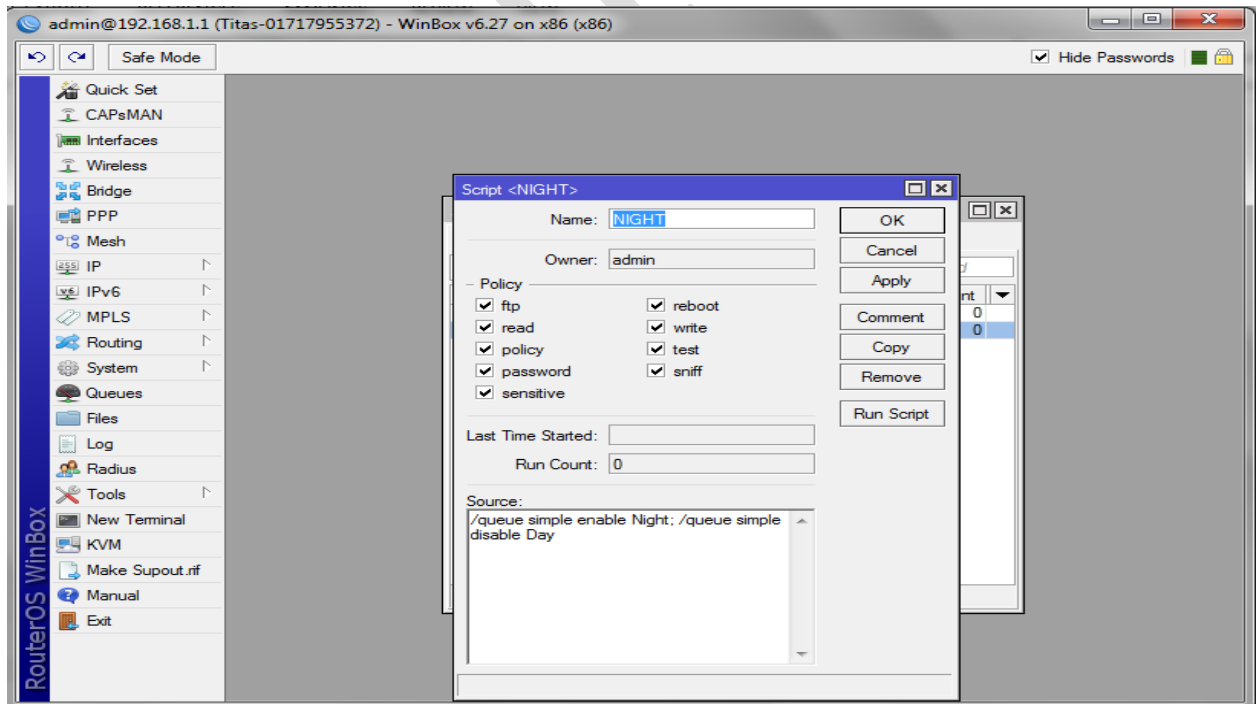 admin@192.168.1.1 (Titas-01717955372) - WinBox v6.27 on x86 (x86)
Safe Mode
Hide Passwords
Quick Set
CAPsMAN
Interfaces
Wireless
Bridge
PPP
Mesh
IP
IPv6
MPLS
Routing
System
Queues
Files
Log
Radius
Tools
New Terminal
KVM
Make Supout.rif
Manual
Exit
RouterOS WinBox
Script <NIGHT>
Name: NIGHT
Owner: admin
Policy
ftp reboot
read write
policy test
password sniff
sensitive
Last Time Started:
Run Count: 0
Source:
/queue simple enable Night; /queue simple
disable Day
OK
Cancel
Apply
Comment
Copy
Remove
Run Script
nt
0
0